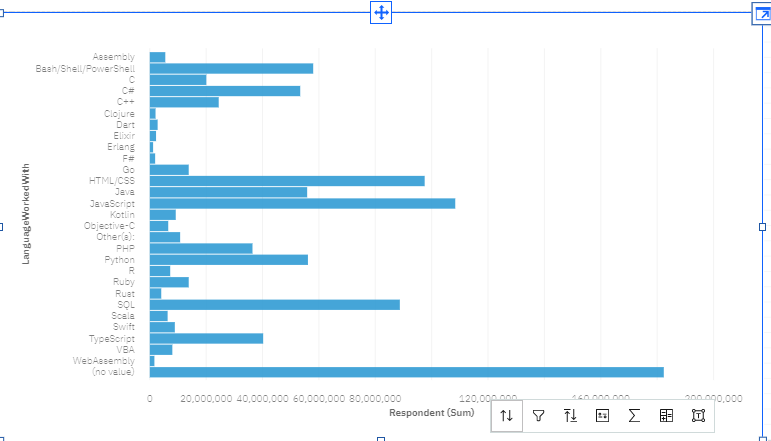 LanguageWorkedWith
Assembly
Bash/Shell/PowerShell
C
C#
C++
Clojure
Dart
Elixir
Erlang
F#
Go
HTML/CSS
Java
JavaScript
Kotlin
Objective-C
Other(s):
PHP
Python
R
Ruby
Rust
SQL
Scala
Swift
TypeScript
VBA
WebAssembly
(no value)
0 20,000,000 40,000,000 60,000,000 80,000,000 120,000,000 160,000,000 200,000,000
Respondent (Sum)